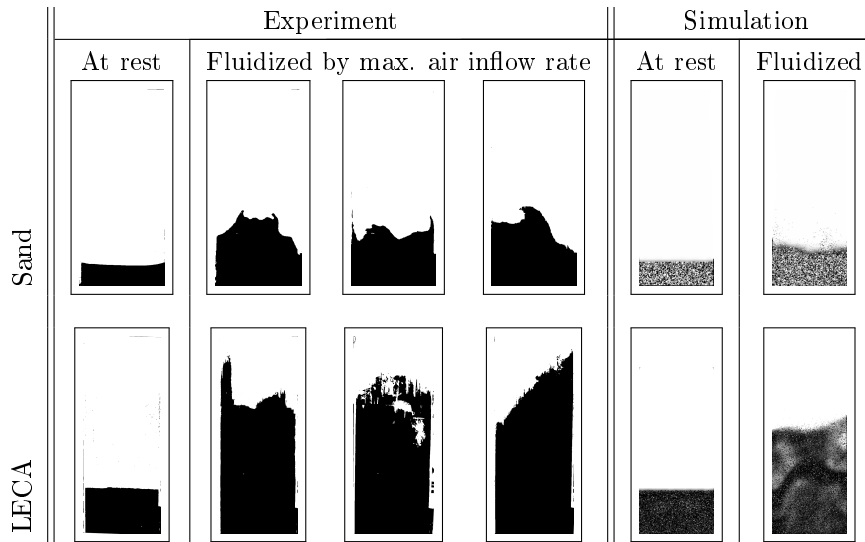 Experiment Simulation
At rest Fluidized by max. air inflow rate At rest Fluidized
Sand
LECA